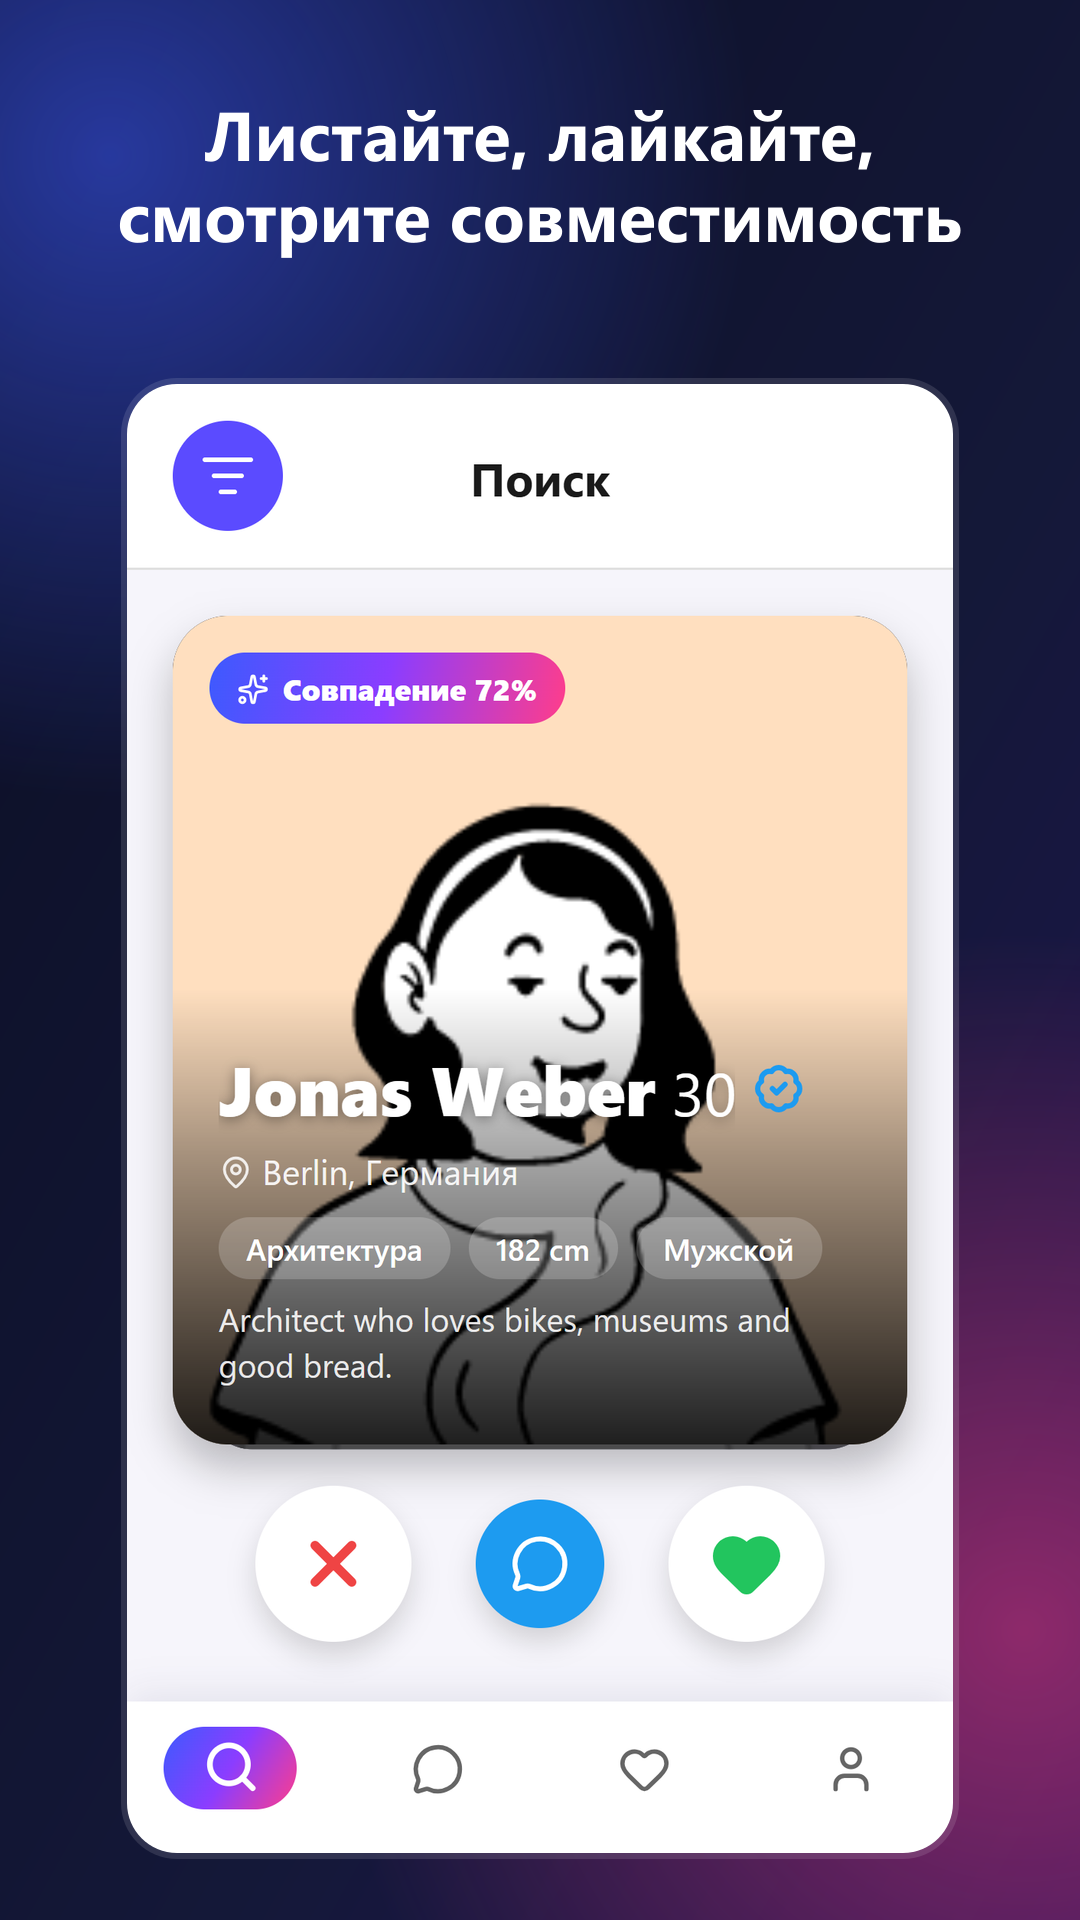 Листайте, лайкайте,
смотрите совместимость
Поиск
Совпадение 72%
Jonas Weber 30
Berlin, Германия
Архитектура 182 cm Мужской
Architect who loves bikes, museums and
good bread.